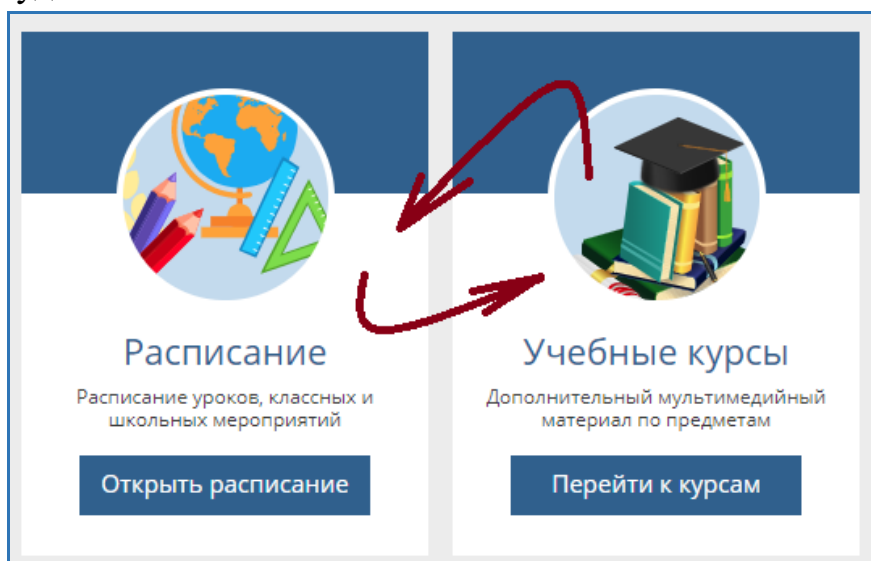 Расписание
Расписание уроков, классных и
школьных мероприятий
Открыть расписание
Учебные курсы
Дополнительный мультимедийный
материал по предметам
Перейти к курсам